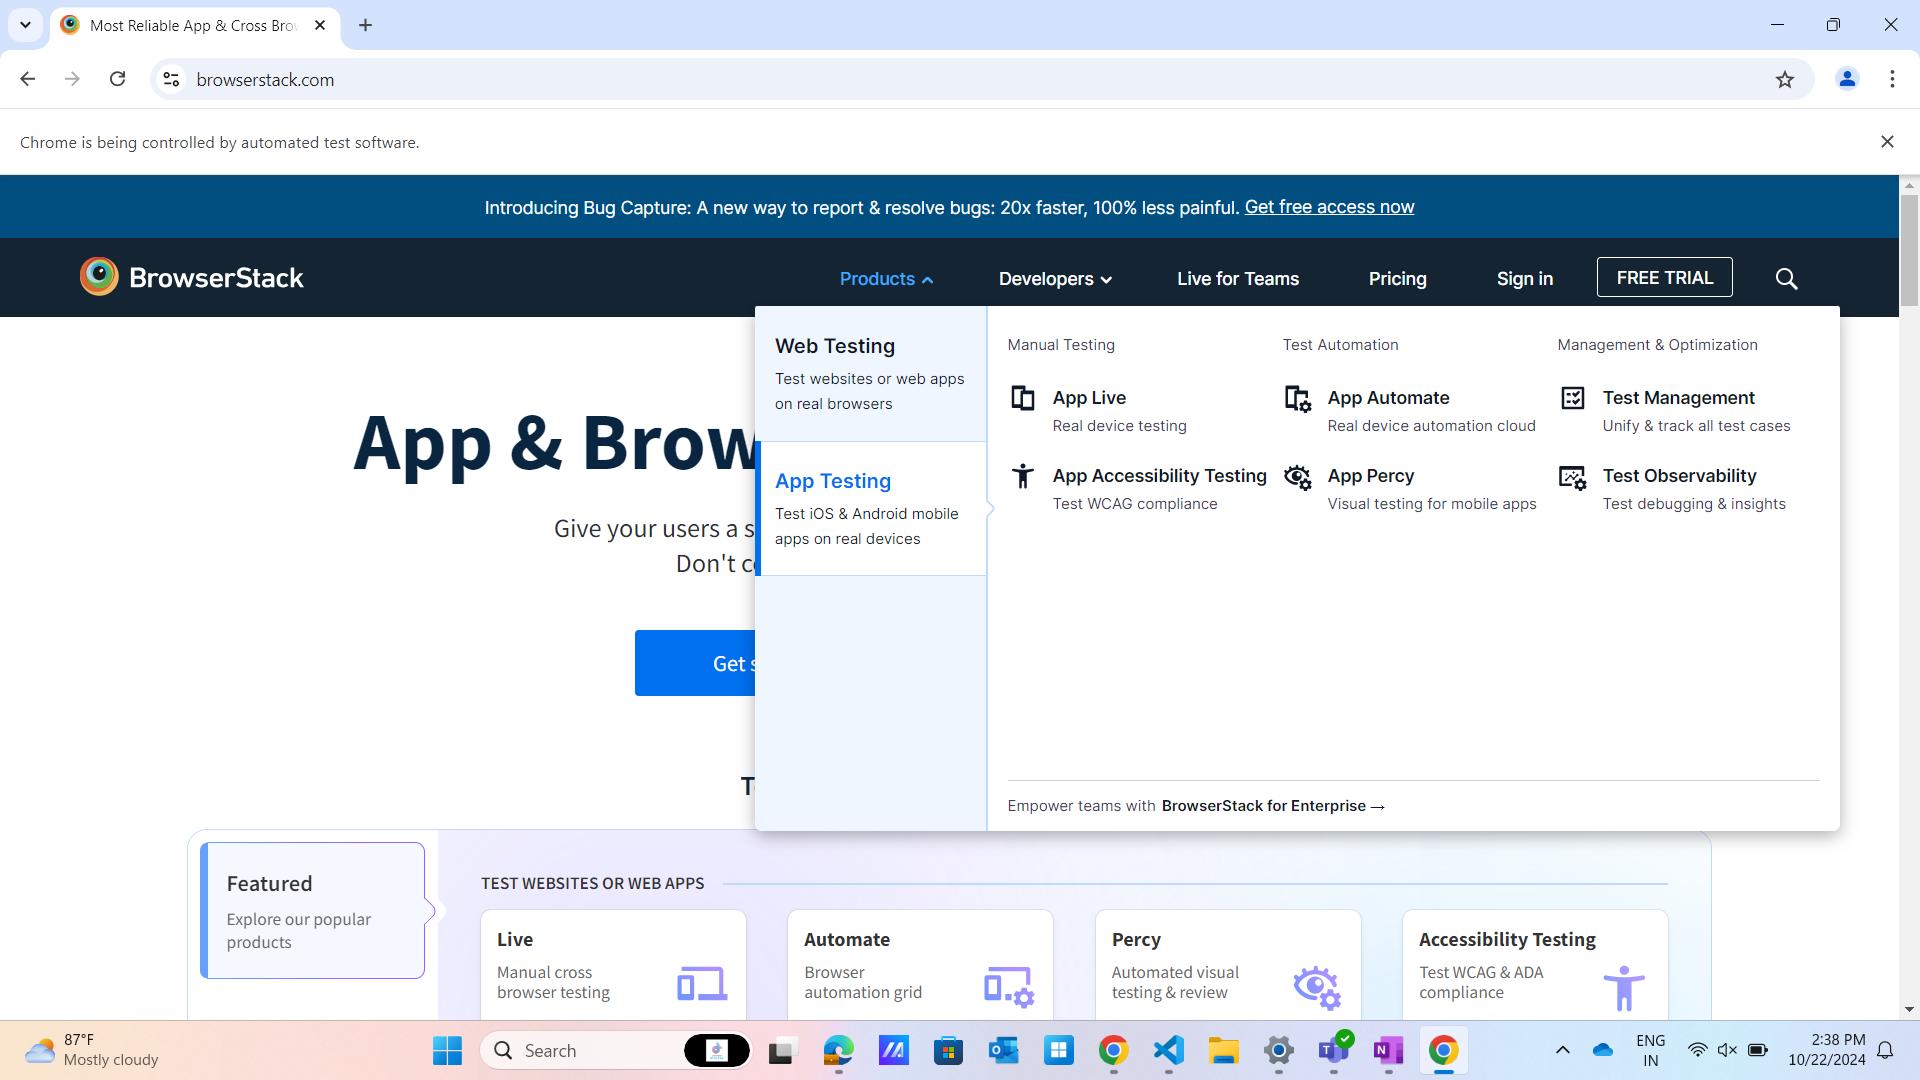 Most Reliable App & Cross Bro
browserstack.com
Chrome is being controlled by automated test software.
Introducing Bug Capture: A new way to report & resolve bugs: 20x faster, 100% less painful. Get free access now
BrowserStack
Products
Developers
Live for Teams
Pricing
Sign in
FREE TRIAL
Web Testing
Test websites or web apps
on real browsers
App Testing
Test iOS & Android mobile
apps on real devices
Manual Testing
App Live
Real device testing
App Accessibility Testing
Test WCAG compliance
Test Automation
App Automate
Real device automation cloud
App Percy
Visual testing for mobile apps
Management & Optimization
Test Management
Unify & track all test cases
Test Observability
Test debugging & insights
Empower teams with BrowserStack for Enterprise →
App & Brow
Give your users a s
Don't c
Get s
T
Featured
Explore our popular
products
TEST WEBSITES OR WEB APPS
Live
Manual cross
browser testing
Automate
Browser
automation grid
Percy
Automated visual
testing & review
Accessibility Testing
Test WCAG & ADA
compliance
87°F
Mostly cloudy
Search
ENG
IN
2:38 PM
10/22/2024